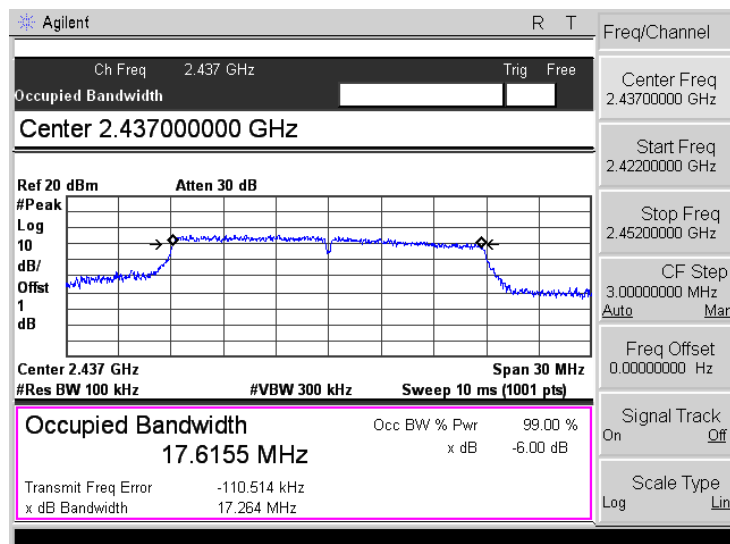 Agilent R T
Ch Freq 2.437 GHz Trig Free
Occupied Bandwidth
Center 2.437000000 GHz
Ref 20 dBm Atten 30 dB
#Peak
Log
10
dB/
Offst
1
dB
Center 2.437 GHz Span 30 MHz
#Res BW 100 kHz #VBW 300 kHz Sweep 10 ms (1001 pts)
Occupied Bandwidth Occ BW % Pwr 99.00 %
17.6155 MHz x dB -6.00 dB
Transmit Freq Error -110.514 kHz
x dB Bandwidth 17.264 MHz
Freq/Channel
Center Freq
2.43700000 GHz
Start Freq
2.42200000 GHz
Stop Freq
2.45200000 GHz
CF Step
3.00000000 MHz
Auto Man
Freq Offset
0.00000000 Hz
Signal Track
On Off
Scale Type
Log Lin